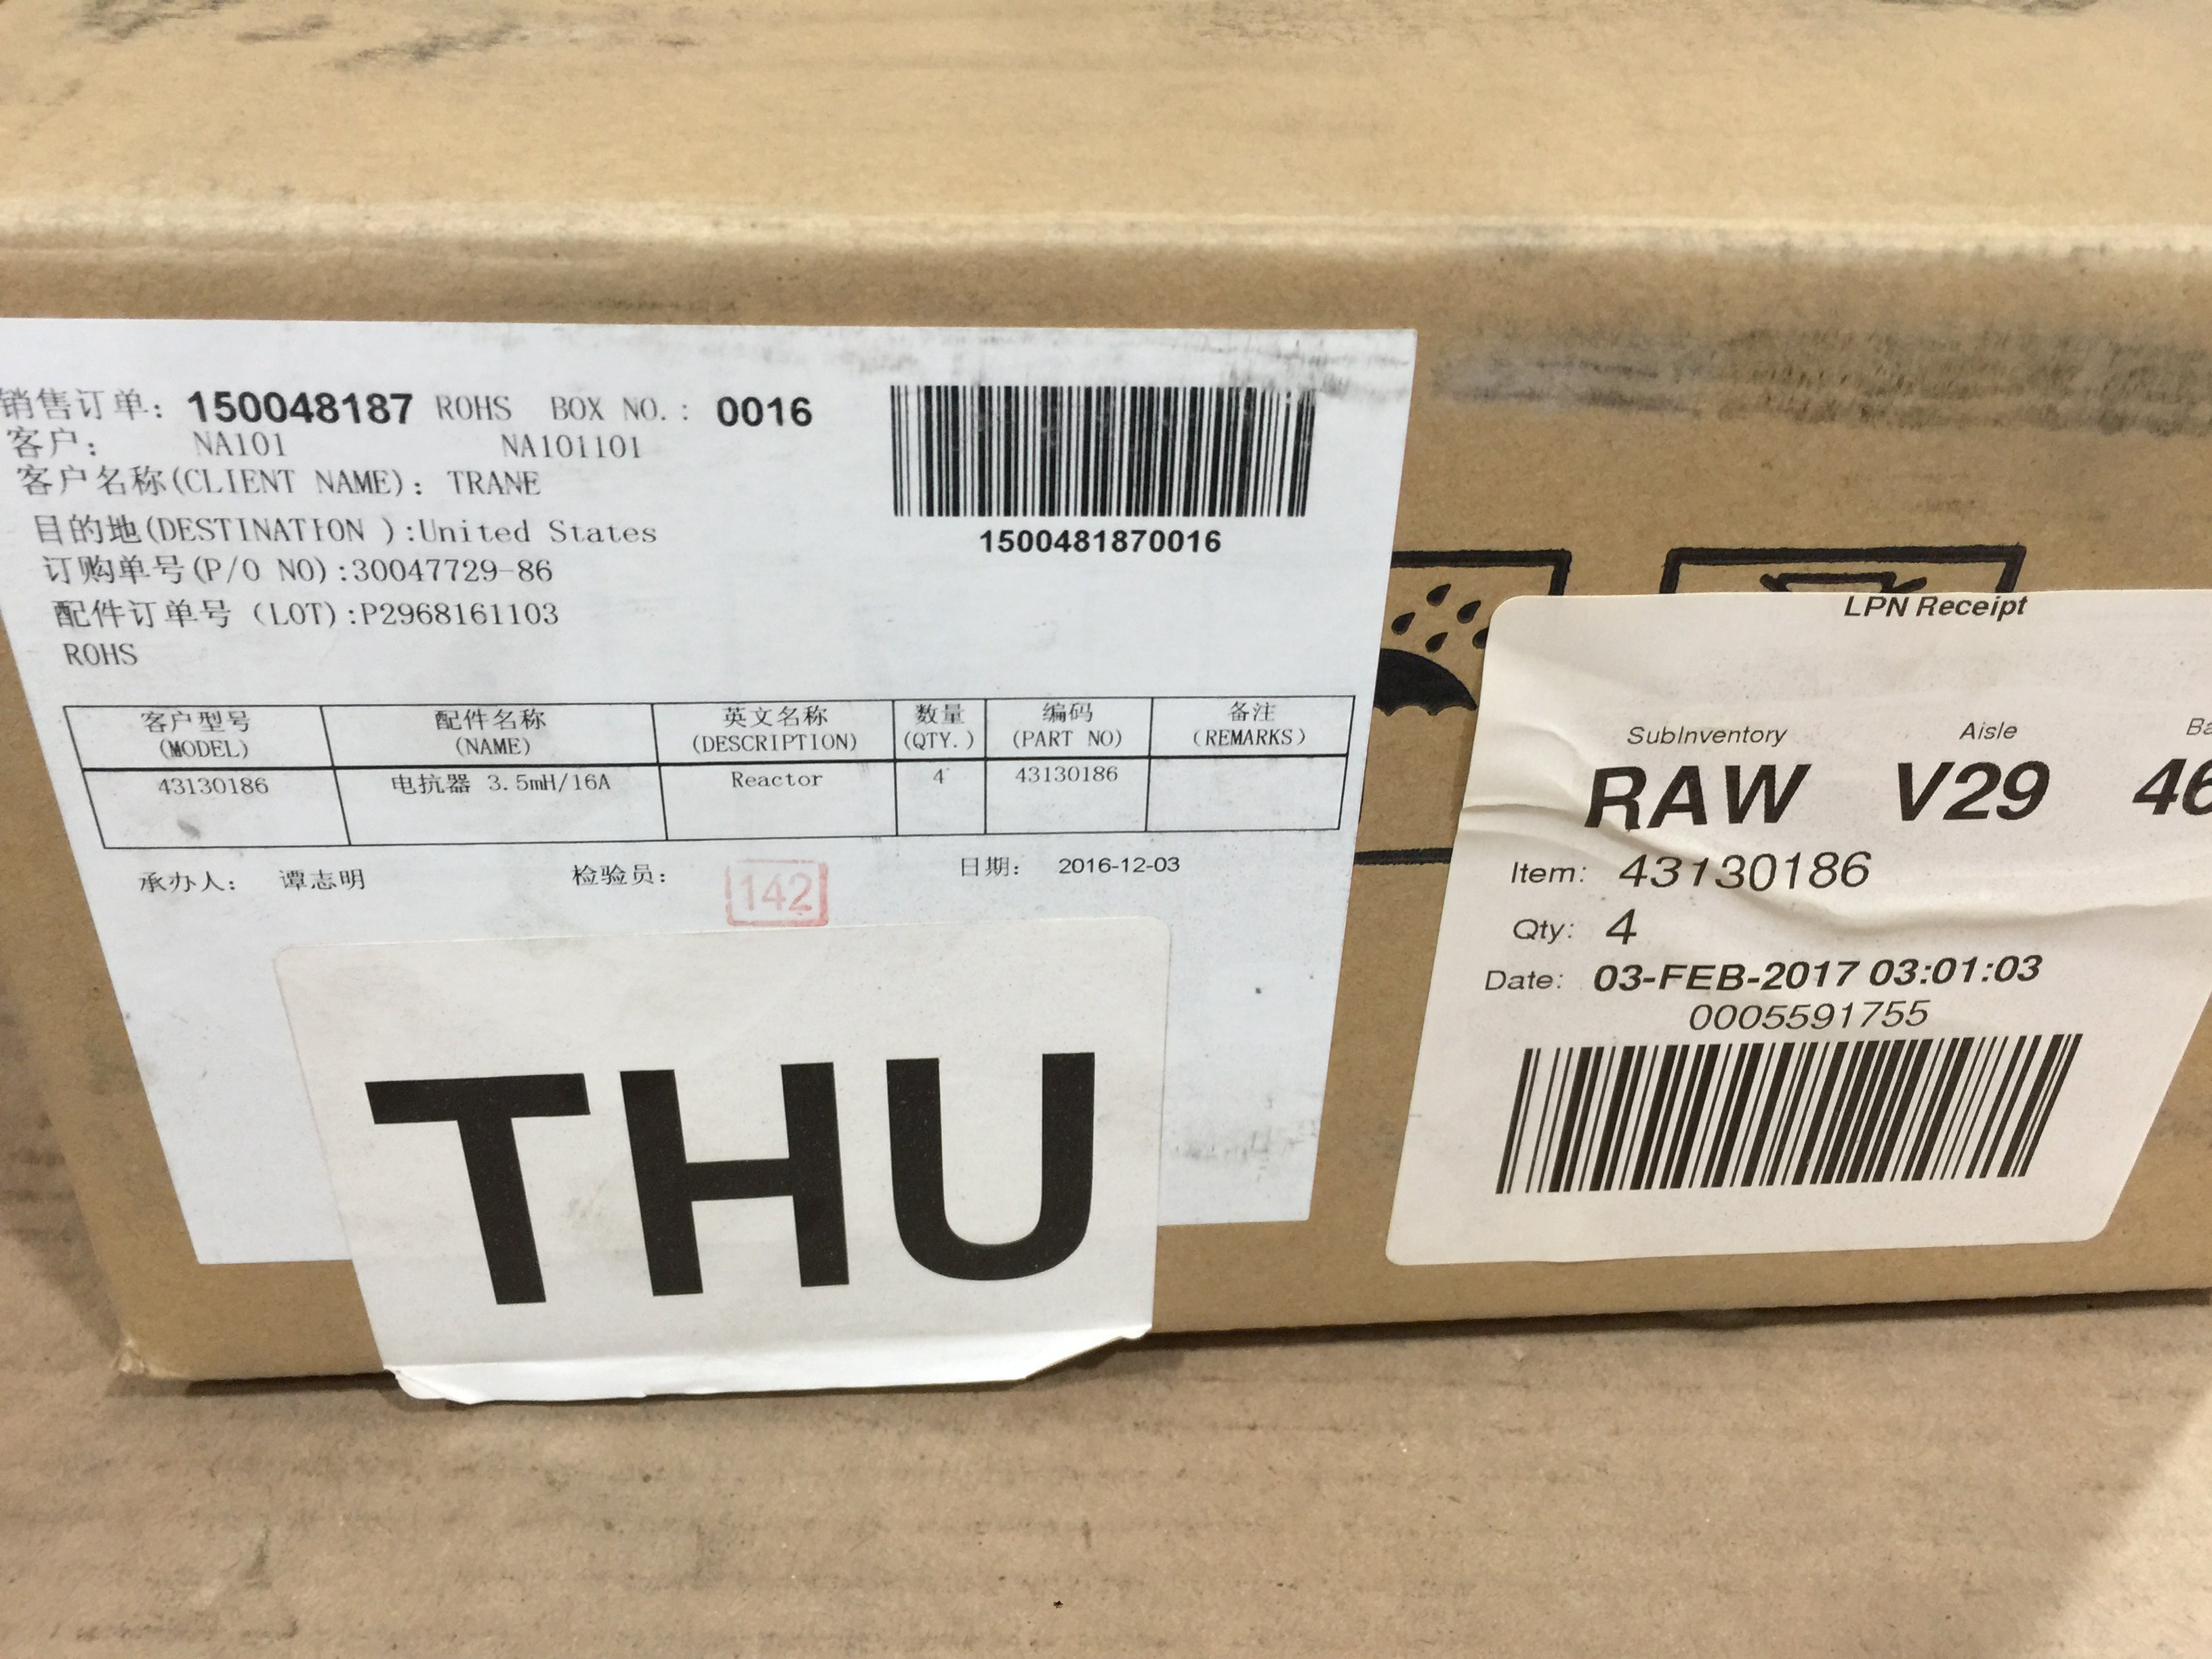 销售订单: 150048187 ROHS BOX NO.: 0016
客户: NA101 NA101101
客户名称(CLIENT NAME): TRANE
目的地(DESTINATION ):United States
订购单号(P/O NO):30047729-86
配件订单号 (LOT):P2968161103
ROHS
1500481870016
客户型号 配件名称 英文名称 数量 编码 备注
(MODEL) (NAME) (DESCRIPTION) (QTY.) (PART NO) (REMARKS)
43130186 电抗器 3.5mH/16A Reactor 4 43130186
承办人: 谭志明 检验员: 142 日期: 2016-12-03
THU
LPN Receipt
SubInventory Aisle
RAW V29 46
Item: 43130186
Qty: 4
Date: 03-FEB-2017 03:01:03
0005591755